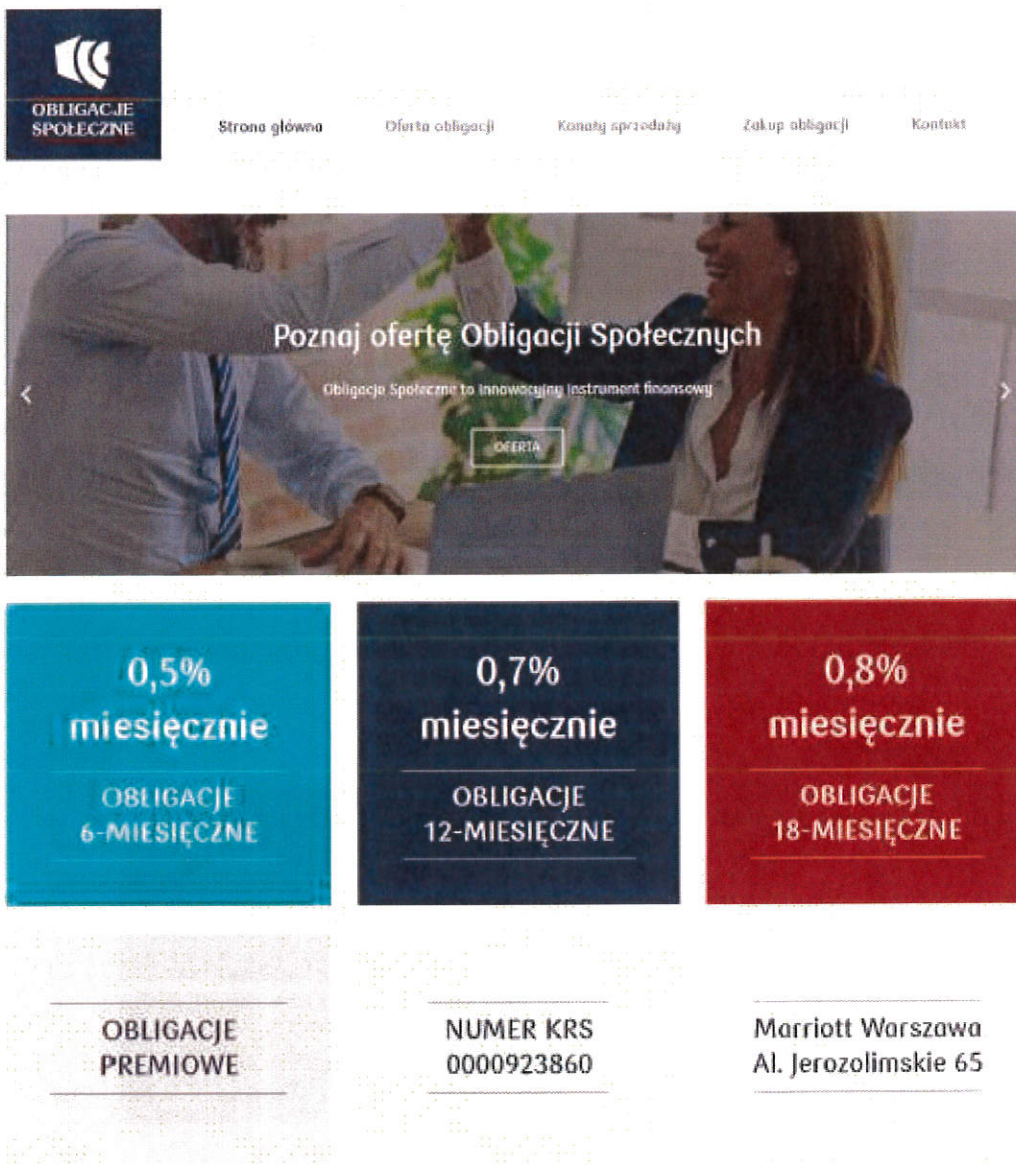 OBLIGACJE
SPOŁECZNE
Strona główna
Oferta obligacji
Kanały sprzedaży
Zakup obligacji
Kontakt
Poznaj ofertę Obligacji Społecznych
Obligacje Społeczne to innowacyjny instrument finansowy
OFERTA
0,5%
miesięcznie
OBLIGACJE
6-MIESIĘCZNE
0,7%
miesięcznie
OBLIGACJE
12-MIESIĘCZNE
0,8%
miesięcznie
OBLIGACJE
18-MIESIĘCZNE
OBLIGACJE
PREMIOWE
NUMER KRS
0000923860
Marriott Warszawa
Al. Jerozolimskie 65